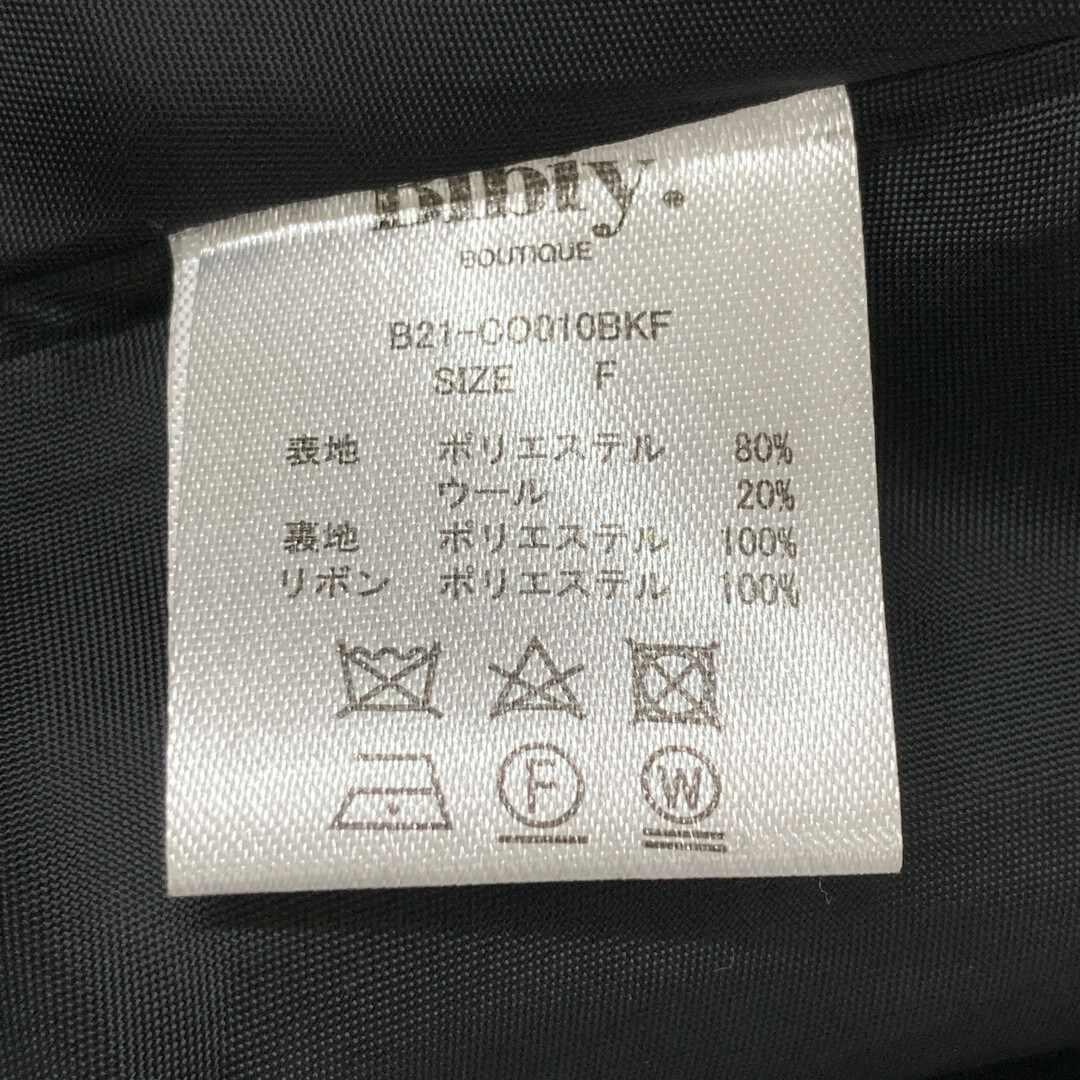 Bibly.
BOUTIQUE
B21-CO010BKF
SIZE F
表地 ポリエステル 80%
ウール 20%
裏地 ポリエステル 100%
リボン ポリエステル 100%
F W